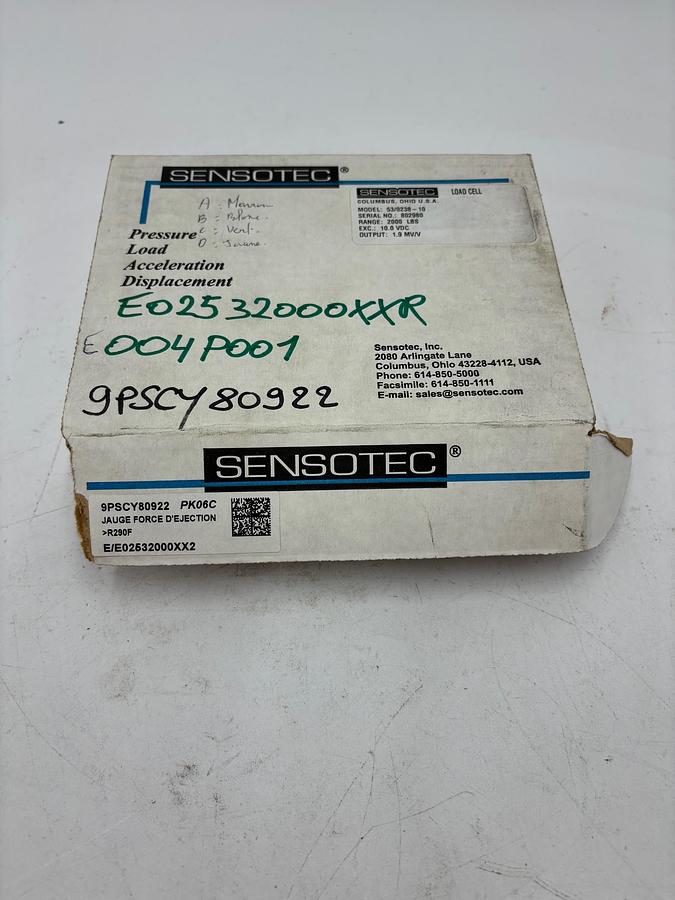 SENSOTEC®
A : Marron
B : Blanc
C : Vert
D : Jaune
Pressure
Load
Acceleration
Displacement
SENSOTEC LOAD CELL
COLUMBUS, OHIO U.S.A.
MODEL: 53/9238-10
SERIAL NO.: 802980
RANGE: 2000 LBS
EXC.: 10.0 VDC
OUTPUT: 1.9 MV/V
E02532000XXR
E004P001
9PSCY80922
Sensotec, Inc.
2080 Arlingate Lane
Columbus, Ohio 43228-4112, USA
Phone: 614-850-5000
Facsimile: 614-850-1111
E-mail: sales@sensotec.com
SENSOTEC®
9PSCY80922 PK06C
JAUGE FORCE D'EJECTION
>R290F
E/E02532000XX2